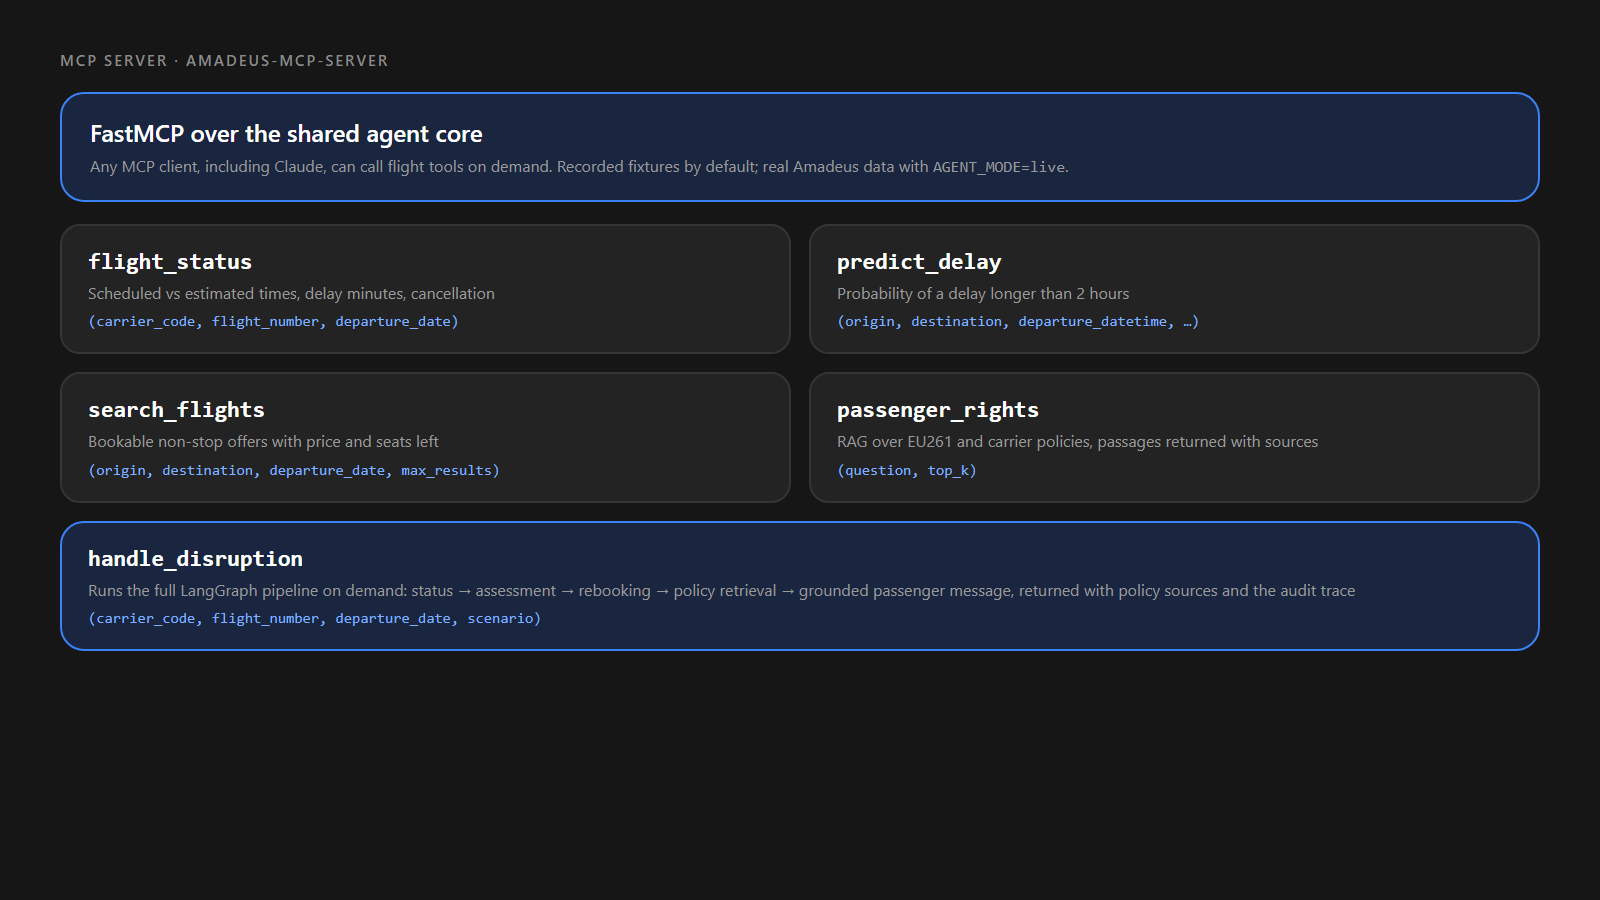 MCP SERVER · AMADEUS-MCP-SERVER
FastMCP over the shared agent core
Any MCP client, including Claude, can call flight tools on demand. Recorded fixtures by default; real Amadeus data with AGENT_MODE=live.
flight_status
Scheduled vs estimated times, delay minutes, cancellation
(carrier_code, flight_number, departure_date)
predict_delay
Probability of a delay longer than 2 hours
(origin, destination, departure_datetime, …)
search_flights
Bookable non-stop offers with price and seats left
(origin, destination, departure_date, max_results)
passenger_rights
RAG over EU261 and carrier policies, passages returned with sources
(question, top_k)
handle_disruption
Runs the full LangGraph pipeline on demand: status → assessment → rebooking → policy retrieval → grounded passenger message, returned with policy sources and the audit trace
(carrier_code, flight_number, departure_date, scenario)